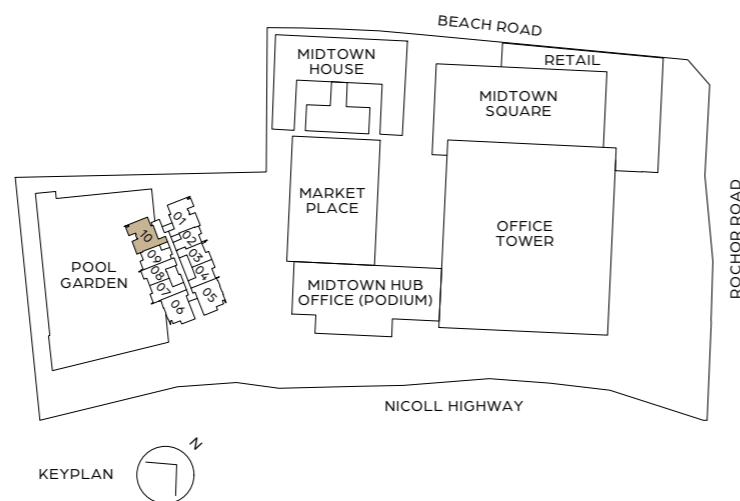 BEACH ROAD
MIDTOWN
HOUSE
RETAIL
MIDTOWN
SQUARE
MARKET
PLACE
OFFICE
TOWER
ROCHOR ROAD
01
02
03
04
05
10
09
08
07
06
POOL
GARDEN
MIDTOWN HUB
OFFICE (PODIUM)
NICOLL HIGHWAY
N
KEYPLAN